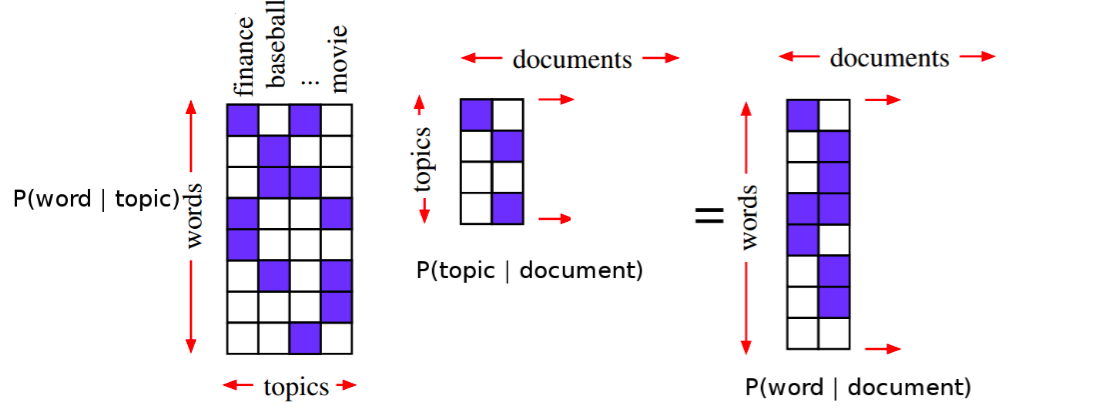 finance
baseball
...
movie
words
topics
P(word | topic)
documents
topics
P(topic | document)
=
documents
words
P(word | document)